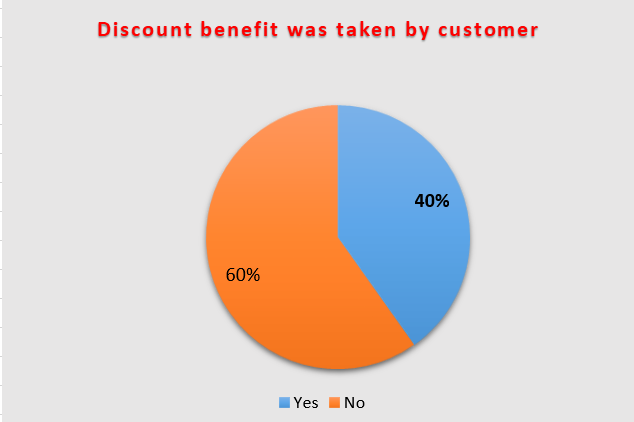 Discount benefit was taken by customer
40%
60%
Yes No